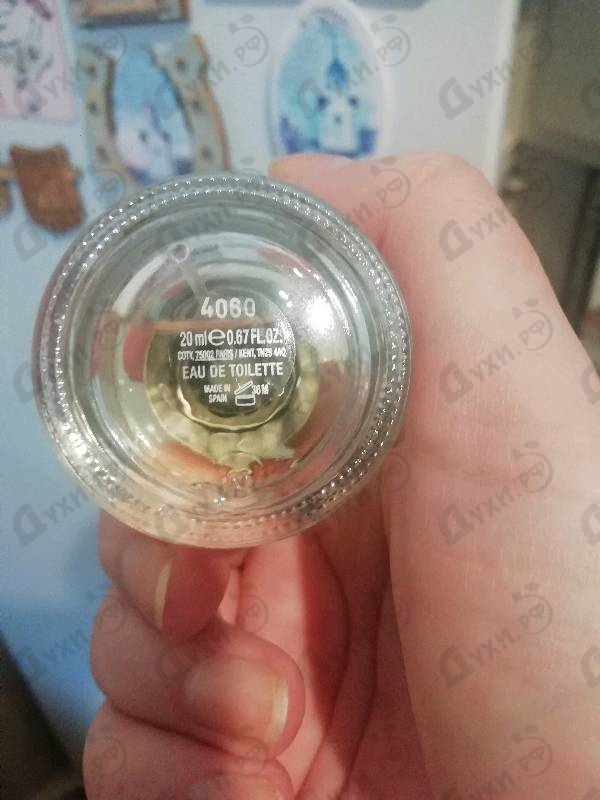 4060
20 ml e 0.67 FL.OZ.
COTY, 75002 PARIS / KENT, TN25 4AQ
EAU DE TOILETTE
MADE IN
SPAIN
36 M
Духи.РФ